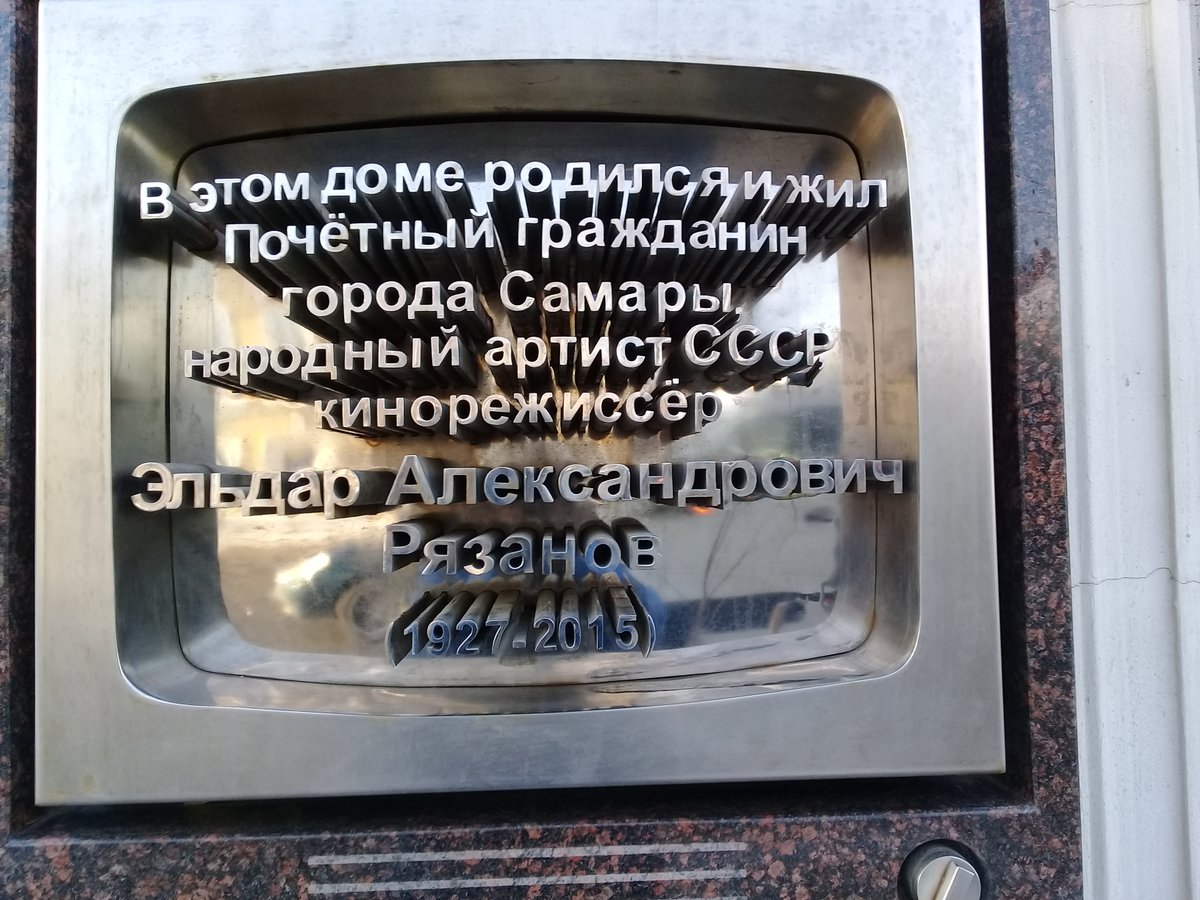 В этом доме родился и жил
Почётный гражданин
города Самары,
народный артист СССР
кинорежиссёр
Эльдар Александрович
Рязанов
(1927-2015)